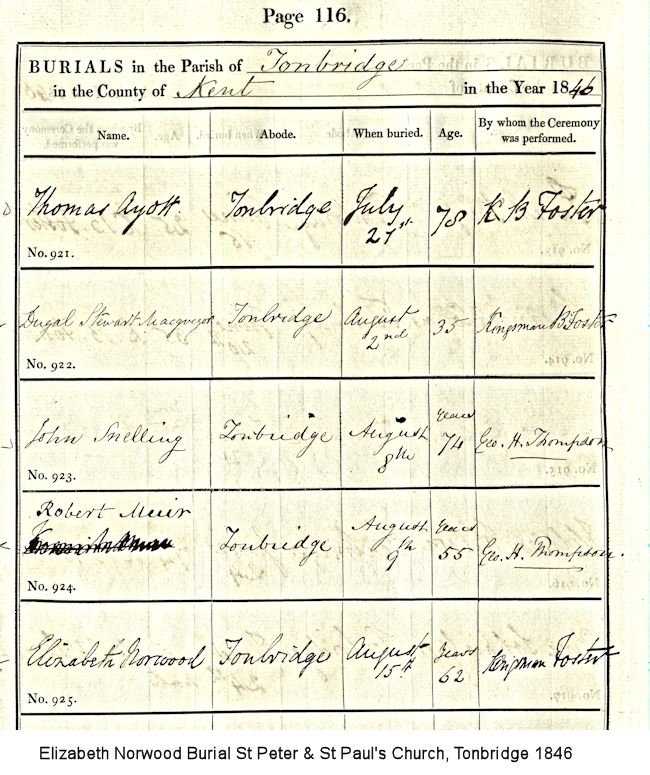 Page 116.
BURIALS in the Parish of Tonbridge
in the County of Kent in the Year 1846
Name. Abode. When buried. Age. By whom the Ceremony was performed.
Thomas Ayott Tonbridge July 78 K B Foster
No. 921.
Dugal Stewart Macgregor Tonbridge August 2nd 35 Kingsman B Foster
No. 922.
John Snelling Tonbridge August 8th Years 74 Geo. H. Thompson
No. 923.
Robert Meir
Tonbridge August 9th Years 55 Geo. H. Thompson.
No. 924.
Elizabeth Norwood Tonbridge August 15th Years 62 Kingsman Foster
No. 925.
Elizabeth Norwood Burial St Peter & St Paul's Church, Tonbridge 1846